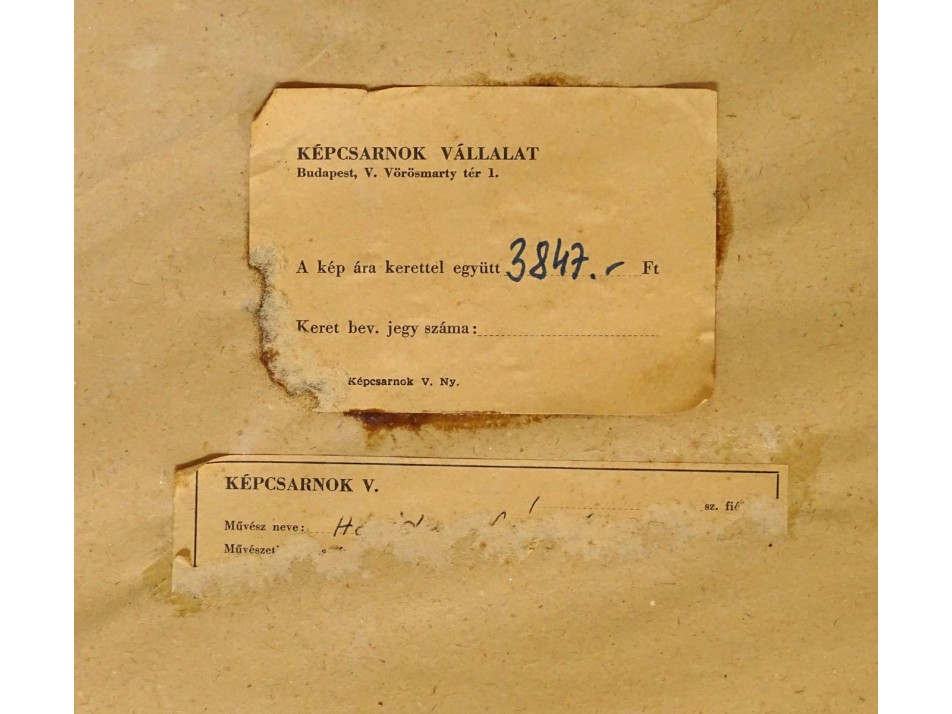 KÉPCSARNOK VÁLLALAT
Budapest, V. Vörösmarty tér 1.
A kép ára kerettel együtt 3847.- Ft
Keret bev. jegy száma:
Képcsarnok V. Ny.
KÉPCSARNOK V.
sz. fió
Művész neve: